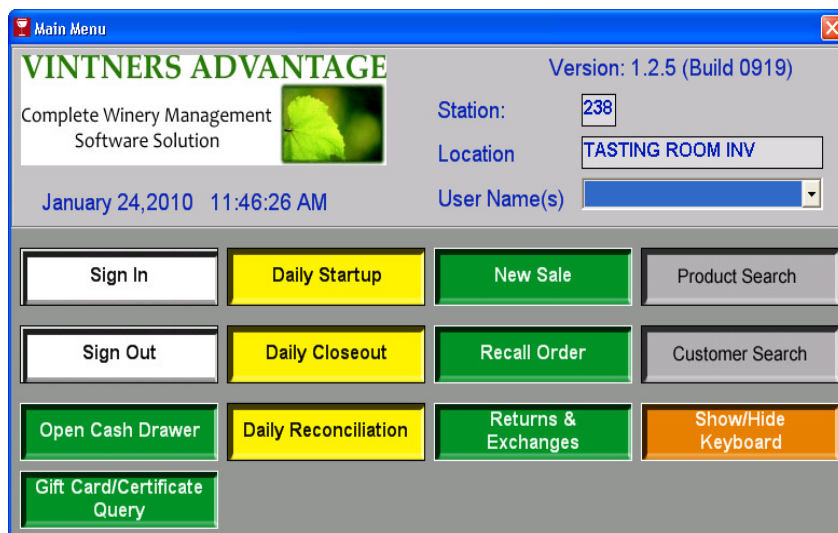 Main Menu
VINTNERS ADVANTAGE
Complete Winery Management
Software Solution
January 24,2010 11:46:26 AM
Version: 1.2.5 (Build 0919)
Station: 238
Location TASTING ROOM INV
User Name(s)
Sign In
Daily Startup
New Sale
Product Search
Sign Out
Daily Closeout
Recall Order
Customer Search
Open Cash Drawer
Daily Reconciliation
Returns &
Exchanges
Show/Hide
Keyboard
Gift Card/Certificate
Query